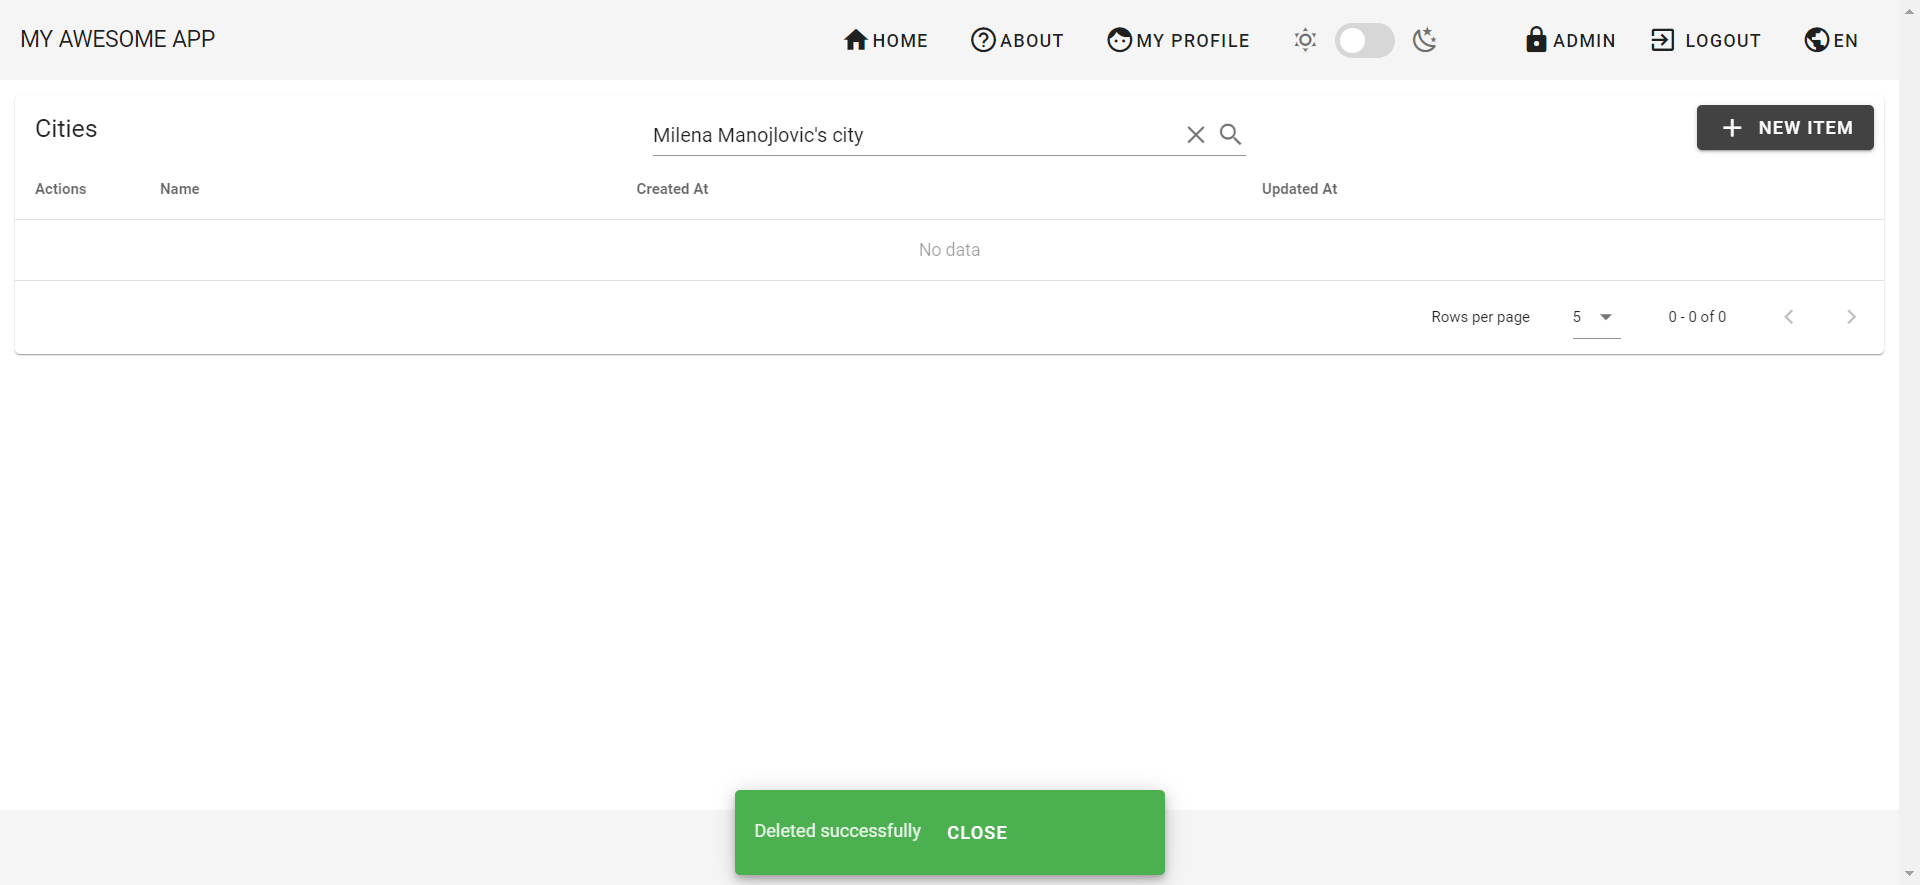 MY AWESOME APP
HOME
ABOUT
MY PROFILE
ADMIN
LOGOUT
EN
Cities
Milena Manojlovic's city
NEW ITEM
Actions
Name
Created At
Updated At
No data
Rows per page
5
0 - 0 of 0
Deleted successfully
CLOSE